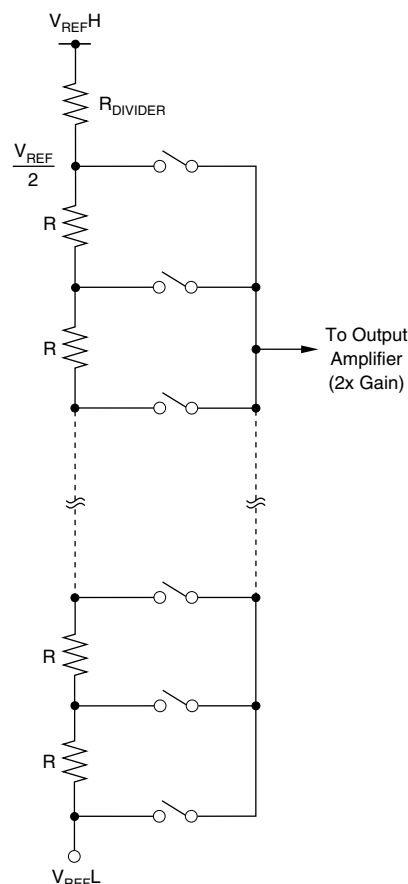 V_REF H
R_DIVIDER
V_REF
2
R
R
To Output
Amplifier
(2x Gain)
R
R
V_REF L